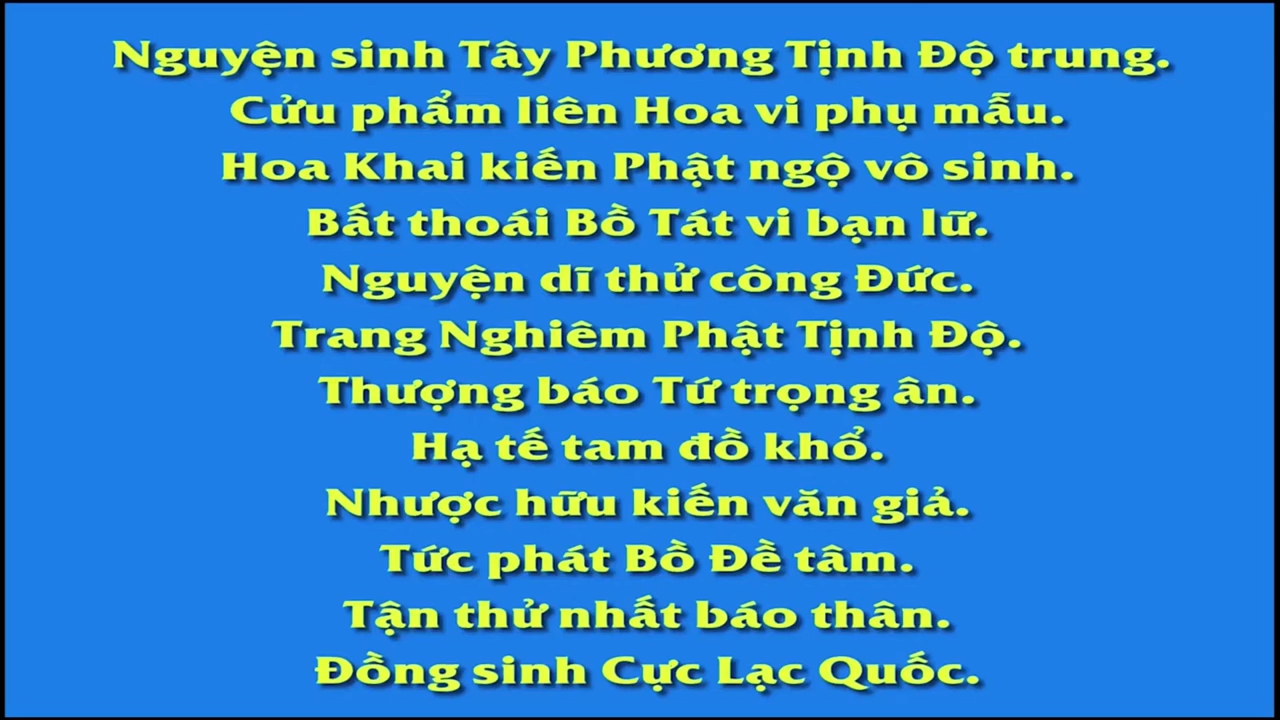 Nguyện sinh Tây Phương Tịnh Độ trung.
Cửu phẩm liên Hoa vi phụ mẫu.
Hoa Khai kiến Phật ngộ vô sinh.
Bất thoái Bồ Tát vi bạn lữ.
Nguyện dĩ thử công Đức.
Trang Nghiêm Phật Tịnh Độ.
Thượng báo Tứ trọng ân.
Hạ tế tam đồ khổ.
Nhược hữu kiến văn giả.
Tức phát Bồ Đề tâm.
Tận thử nhất báo thân.
Đồng sinh Cực Lạc Quốc.